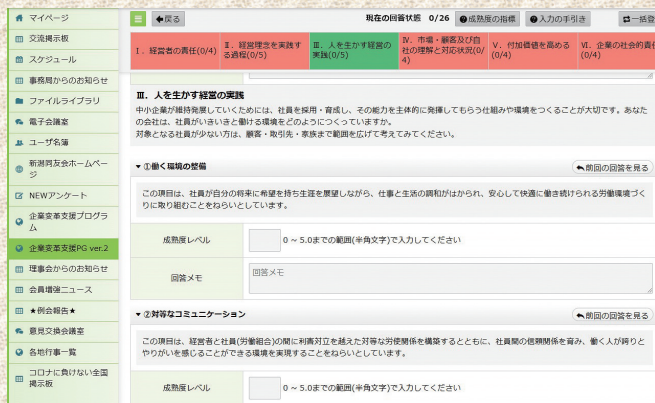 マイページ
交流掲示板
スケジュール
事務局からのお知らせ
ファイルライブラリ
電子会議室
ユーザ名簿
新潟同友会ホームペー
ジ
NEWアンケート
企業変革支援プログラ
ム
企業変革支援PG ver.2
理事会からのお知らせ
会員増強ニュース
★例会報告★
意見交換会議室
各地行事一覧
コロナに負けない全国
掲示板
戻る
現在の回答状態 0/26
成熟度の指標
入力の手引き
一括登
Ⅰ. 経営者の責任(0/4)
Ⅱ. 経営理念を実践す
る過程(0/5)
Ⅲ. 人を生かす経営の
実践(0/5)
Ⅳ. 市場・顧客及び自
社の理解と対応状況(0/
4)
Ⅴ. 付加価値を高める
(0/4)
Ⅵ. 企業の社会的責任
(0/4)
Ⅲ. 人を生かす経営の実践
中小企業が維持発展していくためには、社員を採用・育成し、その能力を主体的に発揮してもらう仕組みや環境をつくることが大切です。あなた
の会社は、社員がいきいきと働ける環境をどのようにつくっていますか。
対象となる社員が少ない方は、顧客・取引先・家族まで範囲を広げて考えてみてください。
▼ ①働く環境の整備
前回の回答を見る
この項目は、社員が自分の将来に希望を持ち生涯を展望しながら、仕事と生活の調和がはかられ、安心して快適に働き続けられる労働環境づく
りに取り組むことをねらいとしています。
成熟度レベル
0 ~ 5.0までの範囲(半角文字)で入力してください
回答メモ
回答メモ
▼ ②対等なコミュニケーション
前回の回答を見る
この項目は、経営者と社員(労働組合)の間に利害対立を越えた対等な労使関係を構築するとともに、社員間の信頼関係を育み、働く人が誇りと
やりがいを感じることができる環境を実現することをねらいとしています。
成熟度レベル
0 ~ 5.0までの範囲(半角文字)で入力してください